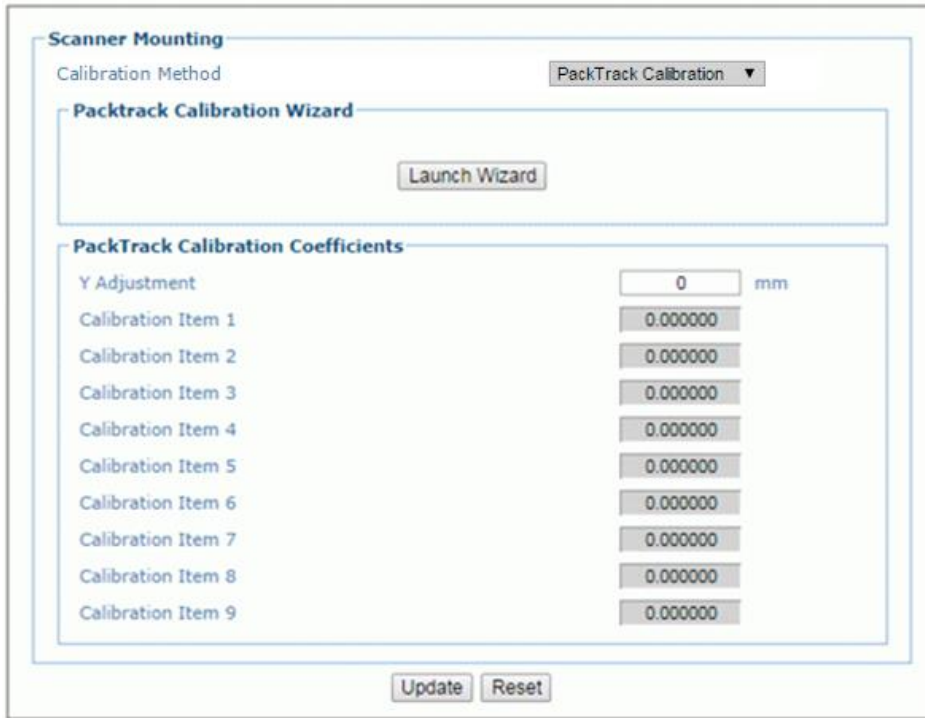 Scanner Mounting
Calibration Method PackTrack Calibration ▼
Packtrack Calibration Wizard
Launch Wizard
PackTrack Calibration Coefficients
Y Adjustment 0 mm
Calibration Item 1 0.000000
Calibration Item 2 0.000000
Calibration Item 3 0.000000
Calibration Item 4 0.000000
Calibration Item 5 0.000000
Calibration Item 6 0.000000
Calibration Item 7 0.000000
Calibration Item 8 0.000000
Calibration Item 9 0.000000
Update Reset